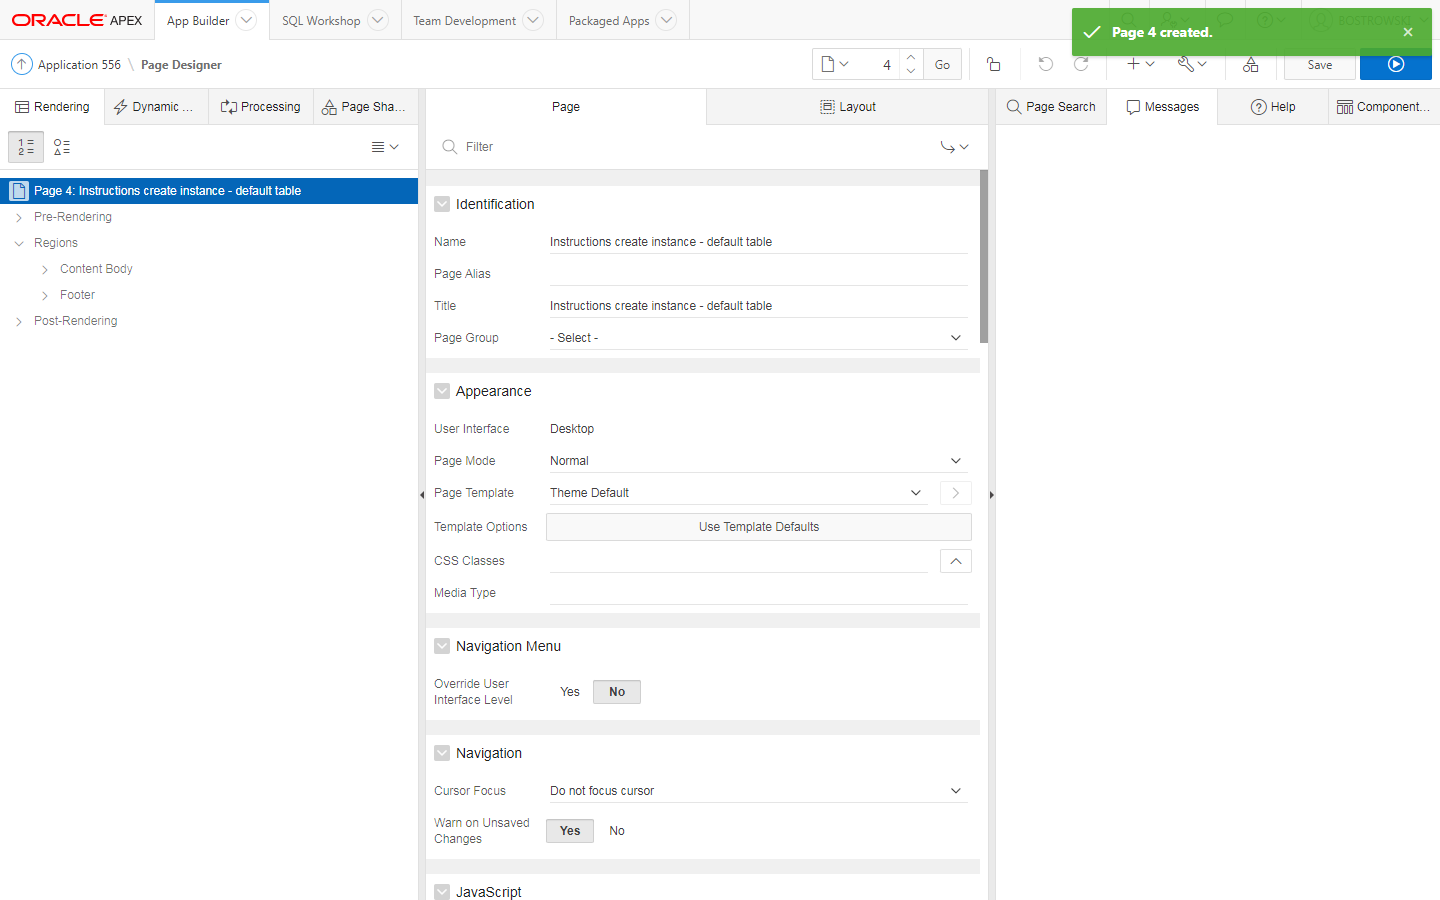 ORACLE APEX
App Builder
SQL Workshop
Team Development
Packaged Apps
Page 4 created.
Application 556 \ Page Designer
4
Go
Save
Rendering
Dynamic ...
Processing
Page Sha...
Page
Layout
Page Search
Messages
Help
Component...
Filter
Page 4: Instructions create instance - default table
Pre-Rendering
Regions
Content Body
Footer
Post-Rendering
Identification
Name Instructions create instance - default table
Page Alias
Title Instructions create instance - default table
Page Group - Select -
Appearance
User Interface Desktop
Page Mode Normal
Page Template Theme Default
Template Options Use Template Defaults
CSS Classes
Media Type
Navigation Menu
Override User
Interface Level
Yes No
Navigation
Cursor Focus Do not focus cursor
Warn on Unsaved
Changes
Yes No
JavaScript